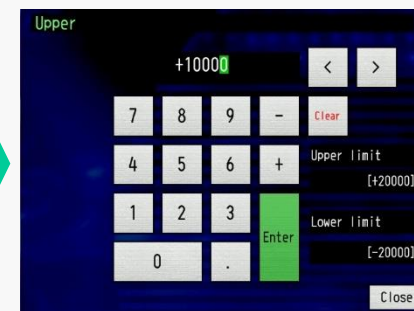 Upper
+10000
< >
7 8 9 - Clear
4 5 6 + Upper limit
[+20000]
1 2 3 Enter Lower limit
0 . [-20000]
Close